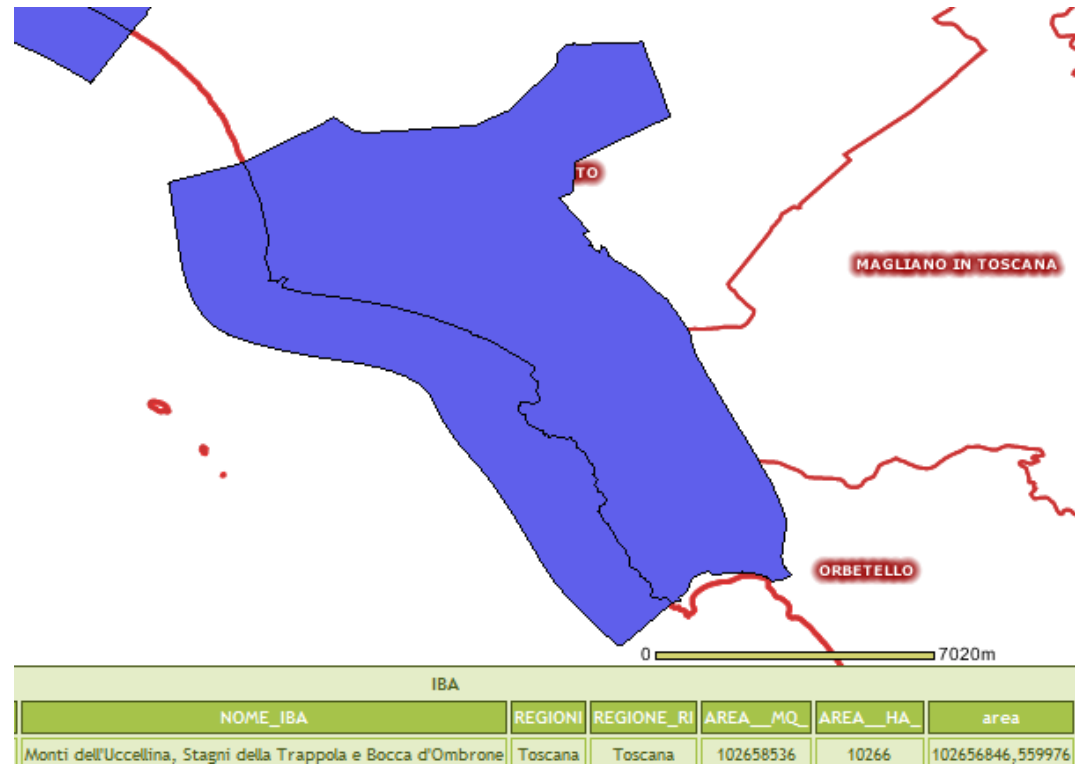 TO
MAGLIANO IN TOSCANA
ORBETELLO
0 7020m
IBA
NOME_IBA REGIONI REGIONE_RI AREA__MQ_ AREA__HA_ area
Monti dell'Uccellina, Stagni della Trappola e Bocca d'Ombrone Toscana Toscana 102658536 10266 102656846,559976